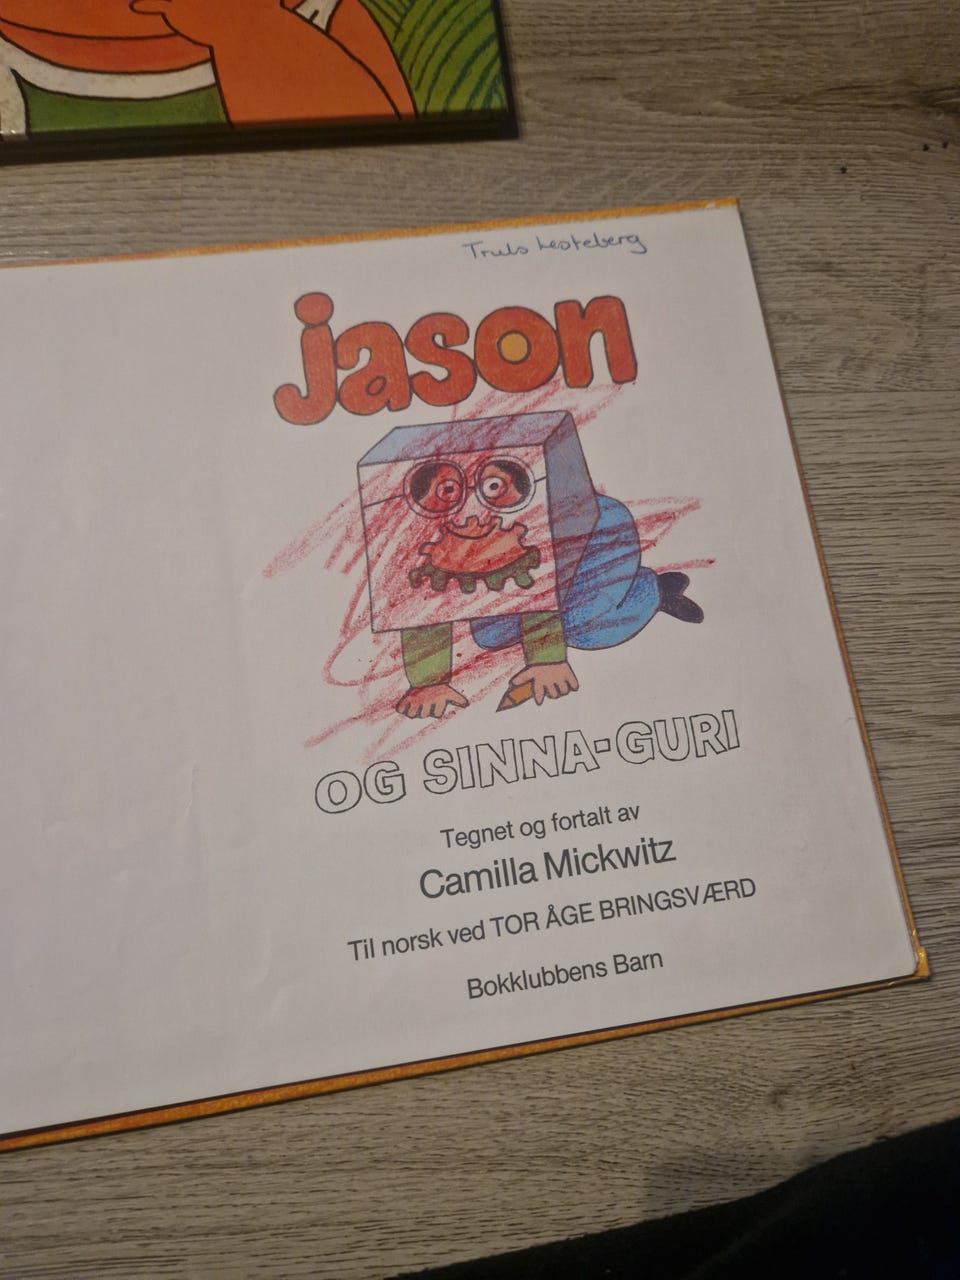 Truls Lesteberg
jason
OG SINNA-GURI
Tegnet og fortalt av
Camilla Mickwitz
Til norsk ved TOR ÅGE BRINGSVÆRD
Bokklubbens Barn